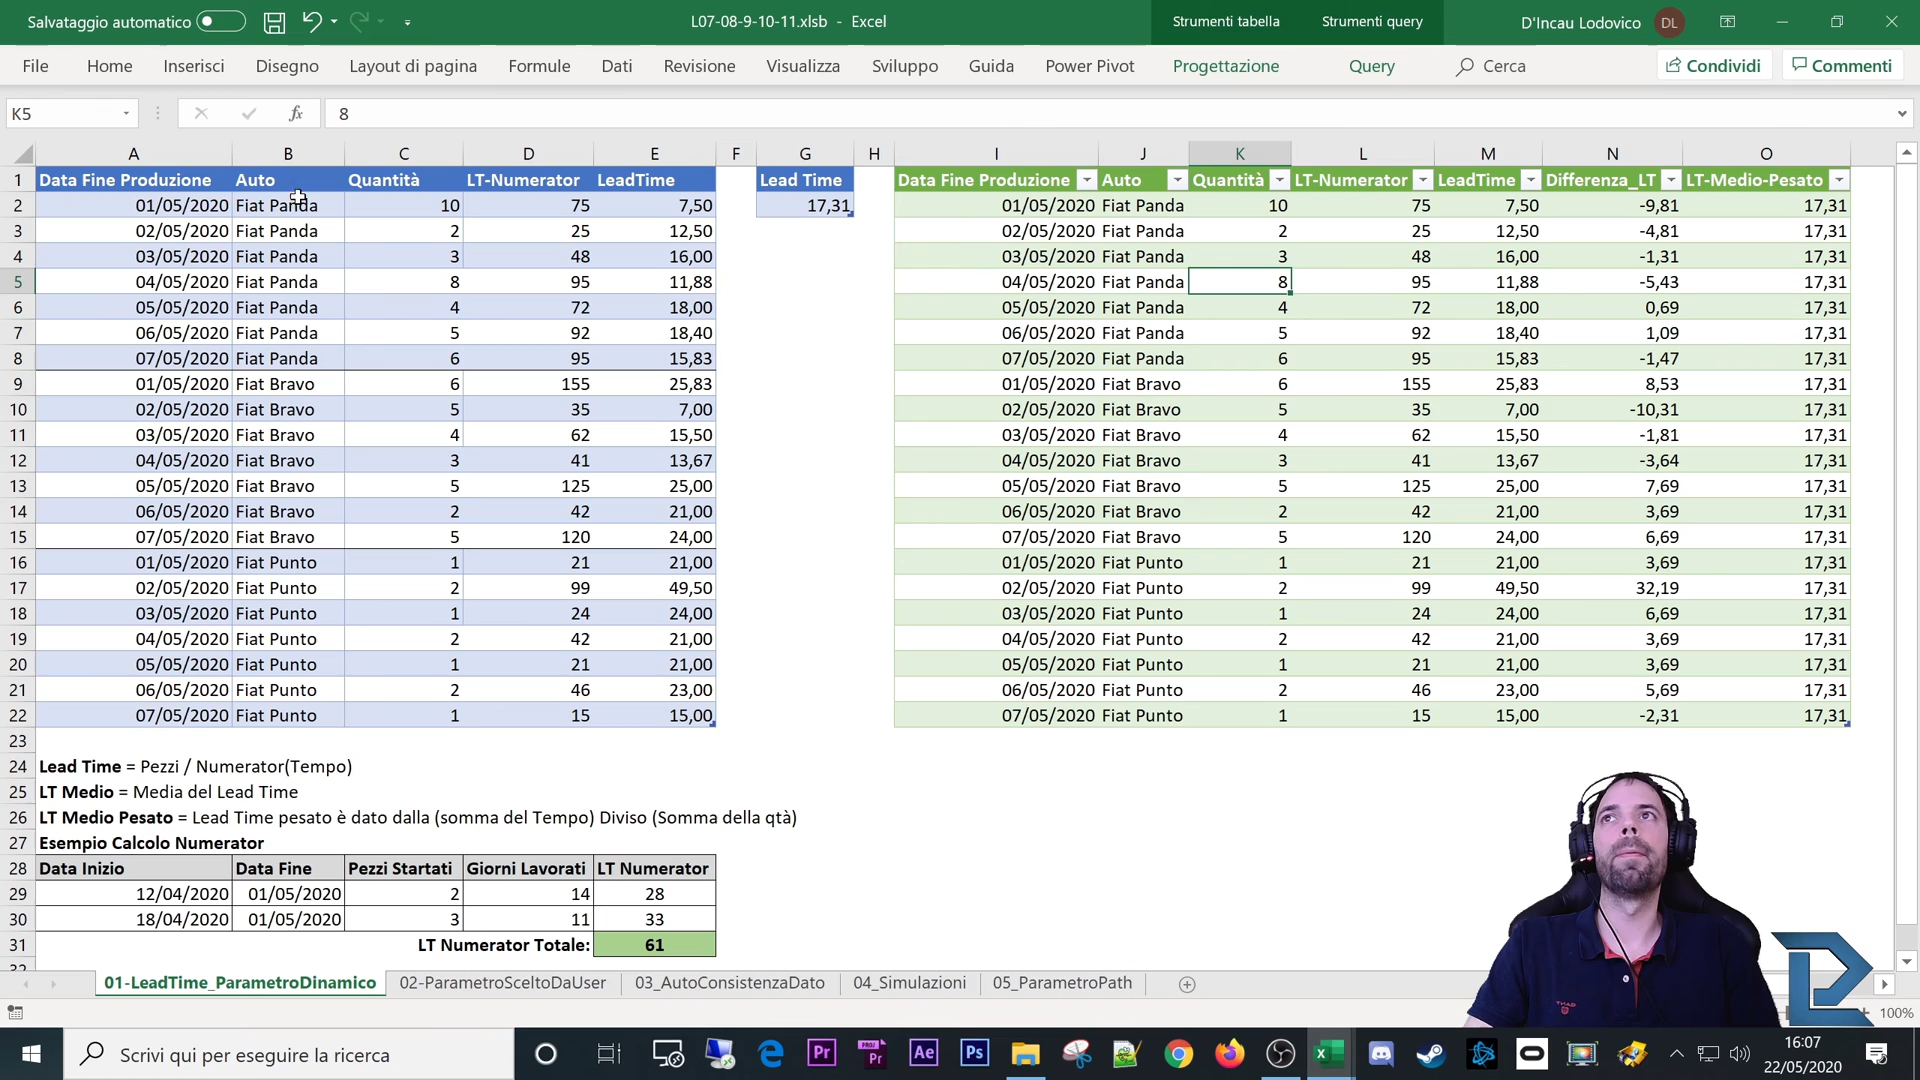 Salvataggio automatico L07-08-9-10-11.xlsb - Excel Strumenti tabella Strumenti query D'Incau Lodovico DL
File Home Inserisci Disegno Layout di pagina Formule Dati Revisione Visualizza Sviluppo Guida Power Pivot Progettazione Query Cerca Condividi Commenti
K5 fx 8
A B C D E F G H I J K L M N O
1 Data Fine Produzione Auto Quantità LT-Numerator LeadTime Lead Time Data Fine Produzione Auto Quantità LT-Numerator LeadTime Differenza_LT LT-Medio-Pesato
2 01/05/2020 Fiat Panda 10 75 7,50 17,31 01/05/2020 Fiat Panda 10 75 7,50 -9,81 17,31
3 02/05/2020 Fiat Panda 2 25 12,50 02/05/2020 Fiat Panda 2 25 12,50 -4,81 17,31
4 03/05/2020 Fiat Panda 3 48 16,00 03/05/2020 Fiat Panda 3 48 16,00 -1,31 17,31
5 04/05/2020 Fiat Panda 8 95 11,88 04/05/2020 Fiat Panda 8 95 11,88 -5,43 17,31
6 05/05/2020 Fiat Panda 4 72 18,00 05/05/2020 Fiat Panda 4 72 18,00 0,69 17,31
7 06/05/2020 Fiat Panda 5 92 18,40 06/05/2020 Fiat Panda 5 92 18,40 1,09 17,31
8 07/05/2020 Fiat Panda 6 95 15,83 07/05/2020 Fiat Panda 6 95 15,83 -1,47 17,31
9 01/05/2020 Fiat Bravo 6 155 25,83 01/05/2020 Fiat Bravo 6 155 25,83 8,53 17,31
10 02/05/2020 Fiat Bravo 5 35 7,00 02/05/2020 Fiat Bravo 5 35 7,00 -10,31 17,31
11 03/05/2020 Fiat Bravo 4 62 15,50 03/05/2020 Fiat Bravo 4 62 15,50 -1,81 17,31
12 04/05/2020 Fiat Bravo 3 41 13,67 04/05/2020 Fiat Bravo 3 41 13,67 -3,64 17,31
13 05/05/2020 Fiat Bravo 5 125 25,00 05/05/2020 Fiat Bravo 5 125 25,00 7,69 17,31
14 06/05/2020 Fiat Bravo 2 42 21,00 06/05/2020 Fiat Bravo 2 42 21,00 3,69 17,31
15 07/05/2020 Fiat Bravo 5 120 24,00 07/05/2020 Fiat Bravo 5 120 24,00 6,69 17,31
16 01/05/2020 Fiat Punto 1 21 21,00 01/05/2020 Fiat Punto 1 21 21,00 3,69 17,31
17 02/05/2020 Fiat Punto 2 99 49,50 02/05/2020 Fiat Punto 2 99 49,50 32,19 17,31
18 03/05/2020 Fiat Punto 1 24 24,00 03/05/2020 Fiat Punto 1 24 24,00 6,69 17,31
19 04/05/2020 Fiat Punto 2 42 21,00 04/05/2020 Fiat Punto 2 42 21,00 3,69 17,31
20 05/05/2020 Fiat Punto 1 21 21,00 05/05/2020 Fiat Punto 1 21 21,00 3,69 17,31
21 06/05/2020 Fiat Punto 2 46 23,00 06/05/2020 Fiat Punto 2 46 23,00 5,69 17,31
22 07/05/2020 Fiat Punto 1 15 15,00 07/05/2020 Fiat Punto 1 15 15,00 -2,31 17,31
23
24 Lead Time = Pezzi / Numerator(Tempo)
25 LT Medio = Media del Lead Time
26 LT Medio Pesato = Lead Time pesato è dato dalla (somma del Tempo) Diviso (Somma della qtà)
27 Esempio Calcolo Numerator
28 Data Inizio Data Fine Pezzi Startati Giorni Lavorati LT Numerator
29 12/04/2020 01/05/2020 2 14 28
30 18/04/2020 01/05/2020 3 11 33
31 LT Numerator Totale: 61
32
01-LeadTime_ParametroDinamico 02-ParametroSceltoDaUser 03_AutoConsistenzaDato 04_Simulazioni 05_ParametroPath
100%
Scrivi qui per eseguire la ricerca Pr PROJ Pr Ae Ps 16:07
22/05/2020